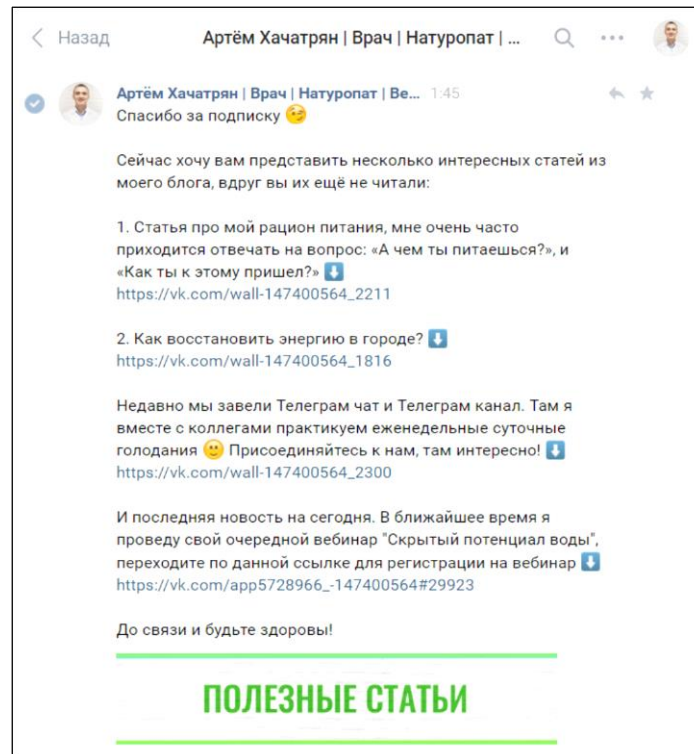 Назад
Артём Хачатрян | Врач | Натуропат | ...
Артём Хачатрян | Врач | Натуропат | Ве... 1:45
Спасибо за подписку 😉
Сейчас хочу вам представить несколько интересных статей из
моего блога, вдруг вы их ещё не читали:
1. Статья про мой рацион питания, мне очень часто
приходится отвечать на вопрос: «А чем ты питаешься?», и
«Как ты к этому пришел?» ⬇
https://vk.com/wall-147400564_2211
2. Как восстановить энергию в городе? ⬇
https://vk.com/wall-147400564_1816
Недавно мы завели Телеграм чат и Телеграм канал. Там я
вместе с коллегами практикуем еженедельные суточные
голодания 🙂 Присоединяйтесь к нам, там интересно! ⬇
https://vk.com/wall-147400564_2300
И последняя новость на сегодня. В ближайшее время я
проведу свой очередной вебинар "Скрытый потенциал воды",
переходите по данной ссылке для регистрации на вебинар ⬇
https://vk.com/app5728966_-147400564#29923
До связи и будьте здоровы!
ПОЛЕЗНЫЕ СТАТЬИ